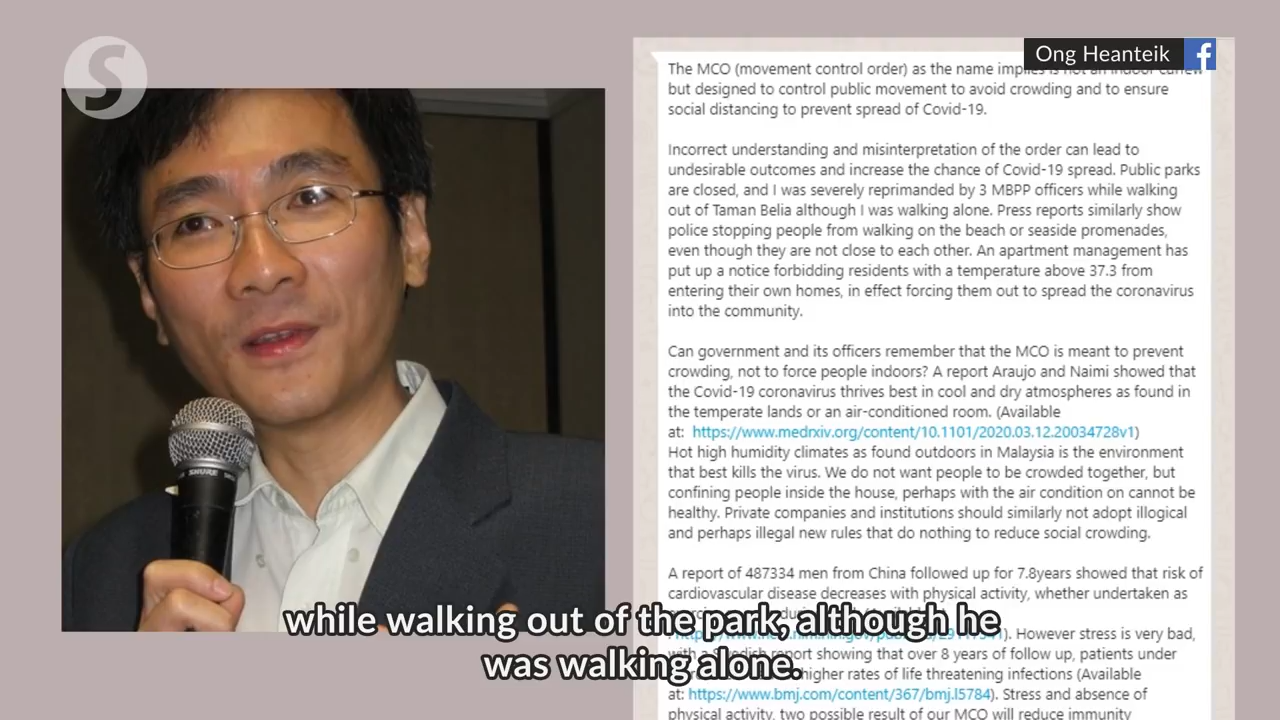 S
Ong Heanteik
The MCO (movement control order) as the name implies is not an indoor curfew
but designed to control public movement to avoid crowding and to ensure
social distancing to prevent spread of Covid-19.
Incorrect understanding and misinterpretation of the order can lead to
undesirable outcomes and increase the chance of Covid-19 spread. Public parks
are closed, and I was severely reprimanded by 3 MBPP officers while walking
out of Taman Belia although I was walking alone. Press reports similarly show
police stopping people from walking on the beach or seaside promenades,
even though they are not close to each other. An apartment management has
put up a notice forbidding residents with a temperature above 37.3 from
entering their own homes, in effect forcing them out to spread the coronavirus
into the community.
Can government and its officers remember that the MCO is meant to prevent
crowding, not to force people indoors? A report Araujo and Naimi showed that
the Covid-19 coronavirus thrives best in cool and dry atmospheres as found in
the temperate lands or an air-conditioned room. (Available
at: https://www.medrxiv.org/content/10.1101/2020.03.12.20034728v1)
Hot high humidity climates as found outdoors in Malaysia is the environment
that best kills the virus. We do not want people to be crowded together, but
confining people inside the house, perhaps with the air condition on cannot be
healthy. Private companies and institutions should similarly not adopt illogical
and perhaps illegal new rules that do nothing to reduce social crowding.
A report of 487334 men from China followed up for 7.8years showed that risk of
cardiovascular disease decreases with physical activity, whether undertaken as
However stress is very bad,
report showing that over 8 years of follow up, patients under
higher rates of life threatening infections (Available
at: https://www.bmj.com/content/367/bmj.l5784). Stress and absence of
physical activity, two possible result of our MCO will reduce immunity
while walking out of the park, although he
was walking alone.
SHURE